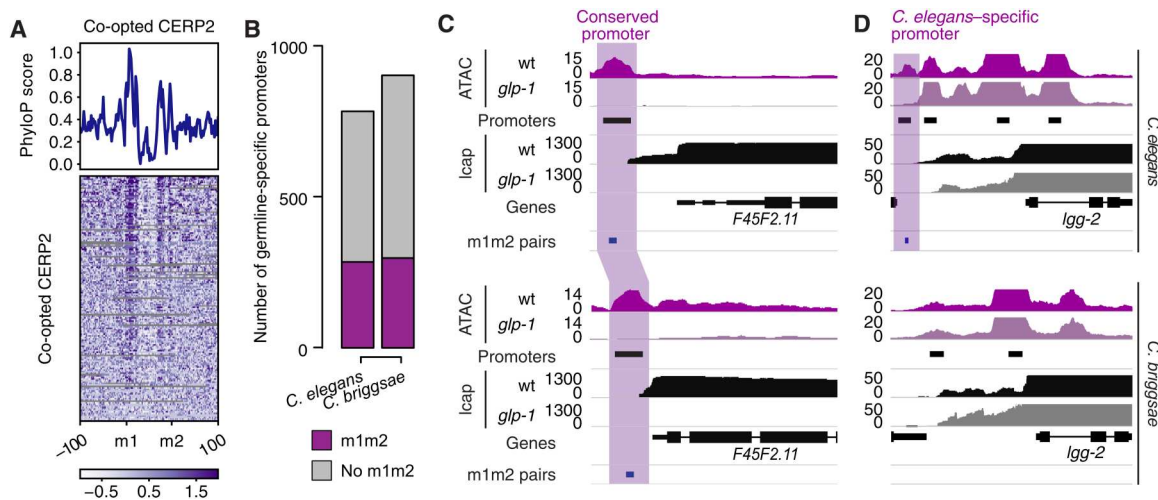 A
Co-opted CERP2
PhyloP score
1.0
0.8
0.6
0.4
0.2
0.0
Co-opted CERP2
-100
m1
m2
100
−0.5
0.5
1.5
B
Number of germline-specific promoters
1000
500
0
C. elegans
C. briggsae
m1m2
No m1m2
C
Conserved
promoter
ATAC
wt
15
0
glp-1
15
0
Promoters
lcap
wt
1300
0
glp-1
1300
0
Genes
F45F2.11
m1m2 pairs
ATAC
wt
14
0
glp-1
14
0
Promoters
lcap
wt
1300
0
glp-1
1300
0
Genes
F45F2.11
m1m2 pairs
D
C. elegans–specific
promoter
20
0
20
0
50
0
50
0
lgg-2
C. elegans
20
0
20
0
50
0
50
0
lgg-2
C. briggsae